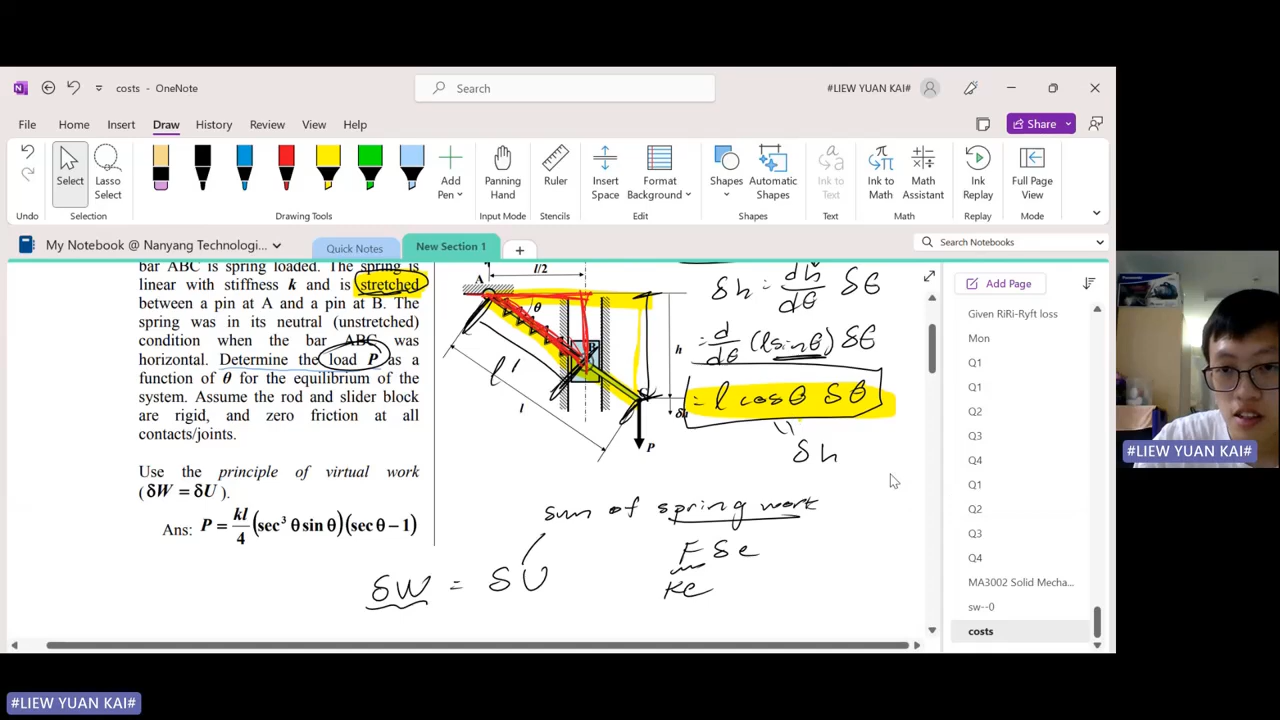 costs - OneNote
Search
#LIEW YUAN KAI#
File Home Insert Draw History Review View Help
Share
Select
Lasso Select
Add Pen
Panning Hand
Ruler
Insert Space
Format Background
Shapes
Automatic Shapes
Ink to Text
Ink to Math
Math Assistant
Ink Replay
Full Page View
Undo
Selection
Drawing Tools
Input Mode
Stencils
Edit
Shapes
Text
Math
Replay
Mode
My Notebook @ Nanyang Technologi...
Quick Notes
New Section 1
Search Notebooks
bar ABC is spring loaded. The spring is
linear with stiffness k and is stretched
between a pin at A and a pin at B. The
spring was in its neutral (unstretched)
condition when the bar ABC was
horizontal. Determine the load P as a
function of θ for the equilibrium of the
system. Assume the rod and slider block
are rigid, and zero friction at all
contacts/joints.
Use the principle of virtual work
(δW = δU).
Ans: P = kl/4 (sec³ θ sin θ)(sec θ − 1)
A
l/2
θ
B
h
l'
l
δh
P
δh = dh/dθ δθ
= d/dθ (l sin θ) δθ
= l cos θ δθ
δh
sum of spring work
F δe
ke
δW = δU
Add Page
Given RiRi-Ryft loss
Mon
Q1
Q1
Q2
Q3
Q4
Q1
Q2
Q3
Q4
MA3002 Solid Mecha...
sw--0
costs
#LIEW YUAN KAI#
#LIEW YUAN KAI#